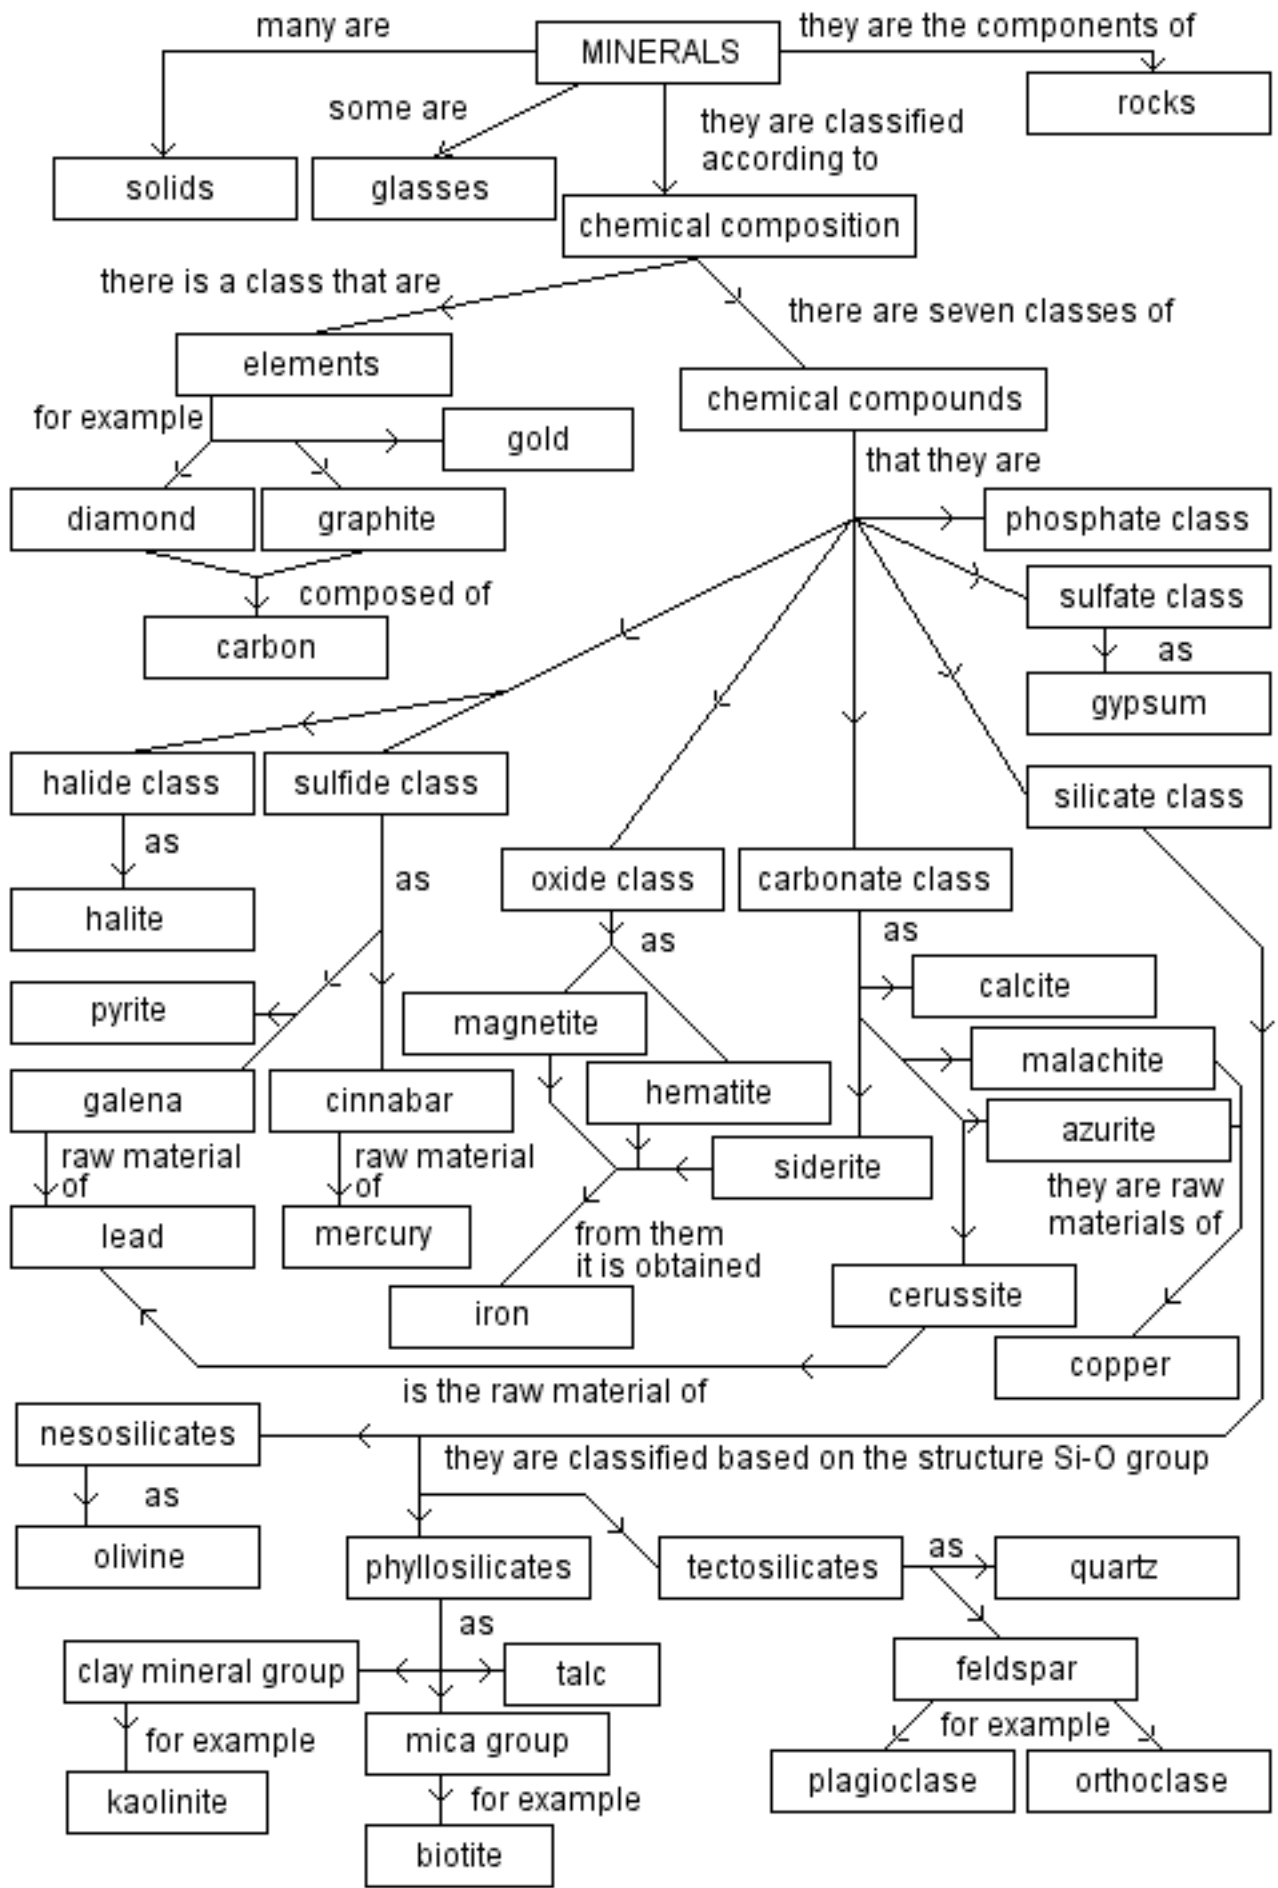 many are
MINERALS
they are the components of
rocks
some are
they are classified
according to
solids
glasses
chemical composition
there is a class that are
there are seven classes of
elements
chemical compounds
for example
gold
that they are
diamond
graphite
phosphate class
composed of
sulfate class
carbon
as
gypsum
halide class
sulfide class
silicate class
as
as
oxide class
carbonate class
halite
as
as
calcite
pyrite
magnetite
malachite
galena
cinnabar
hematite
azurite
raw material
of
raw material
of
siderite
they are raw
materials of
lead
mercury
from them
it is obtained
iron
cerussite
copper
is the raw material of
nesosilicates
they are classified based on the structure Si-O group
as
olivine
phyllosilicates
tectosilicates
as
quartz
as
clay mineral group
talc
feldspar
for example
mica group
for example
kaolinite
for example
plagioclase
orthoclase
biotite